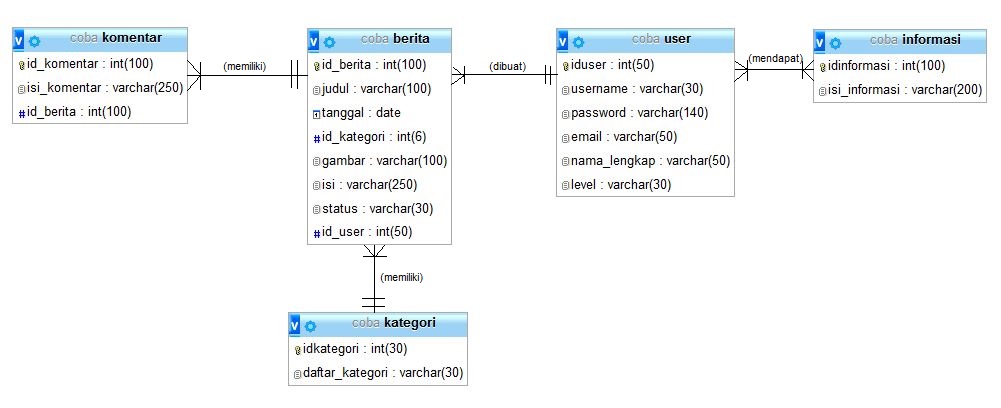 v coba komentar
id_komentar : int(100)
isi_komentar : varchar(250)
# id_berita : int(100)
(memiliki)
v coba berita
id_berita : int(100)
judul : varchar(100)
tanggal : date
# id_kategori : int(6)
gambar : varchar(100)
isi : varchar(250)
status : varchar(30)
# id_user : int(50)
(dibuat)
v coba user
iduser : int(50)
username : varchar(30)
password : varchar(140)
email : varchar(50)
nama_lengkap : varchar(50)
level : varchar(30)
(mendapat)
v coba informasi
idinformasi : int(100)
isi_informasi : varchar(200)
(memiliki)
v coba kategori
idkategori : int(30)
daftar_kategori : varchar(30)